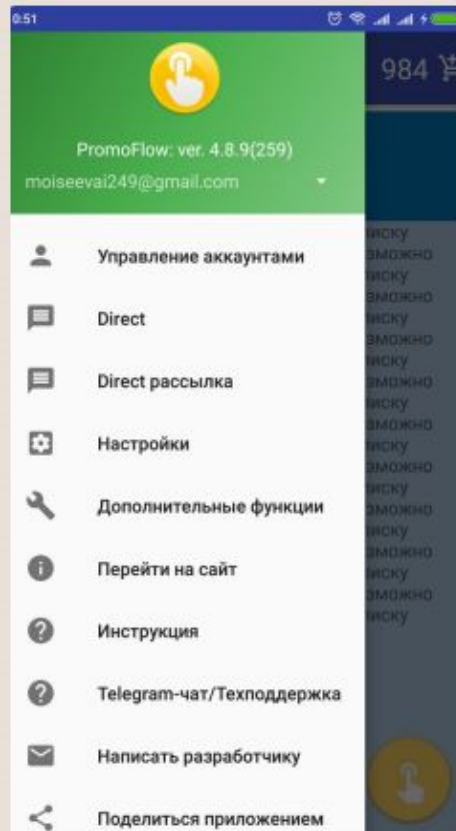 0:51
984
PromoFlow: ver. 4.8.9(259)
moiseevai249@gmail.com
Управление аккаунтами
Direct
Direct рассылка
Настройки
Дополнительные функции
Перейти на сайт
Инструкция
Telegram-чат/Техподдержка
Написать разработчику
Поделиться приложением